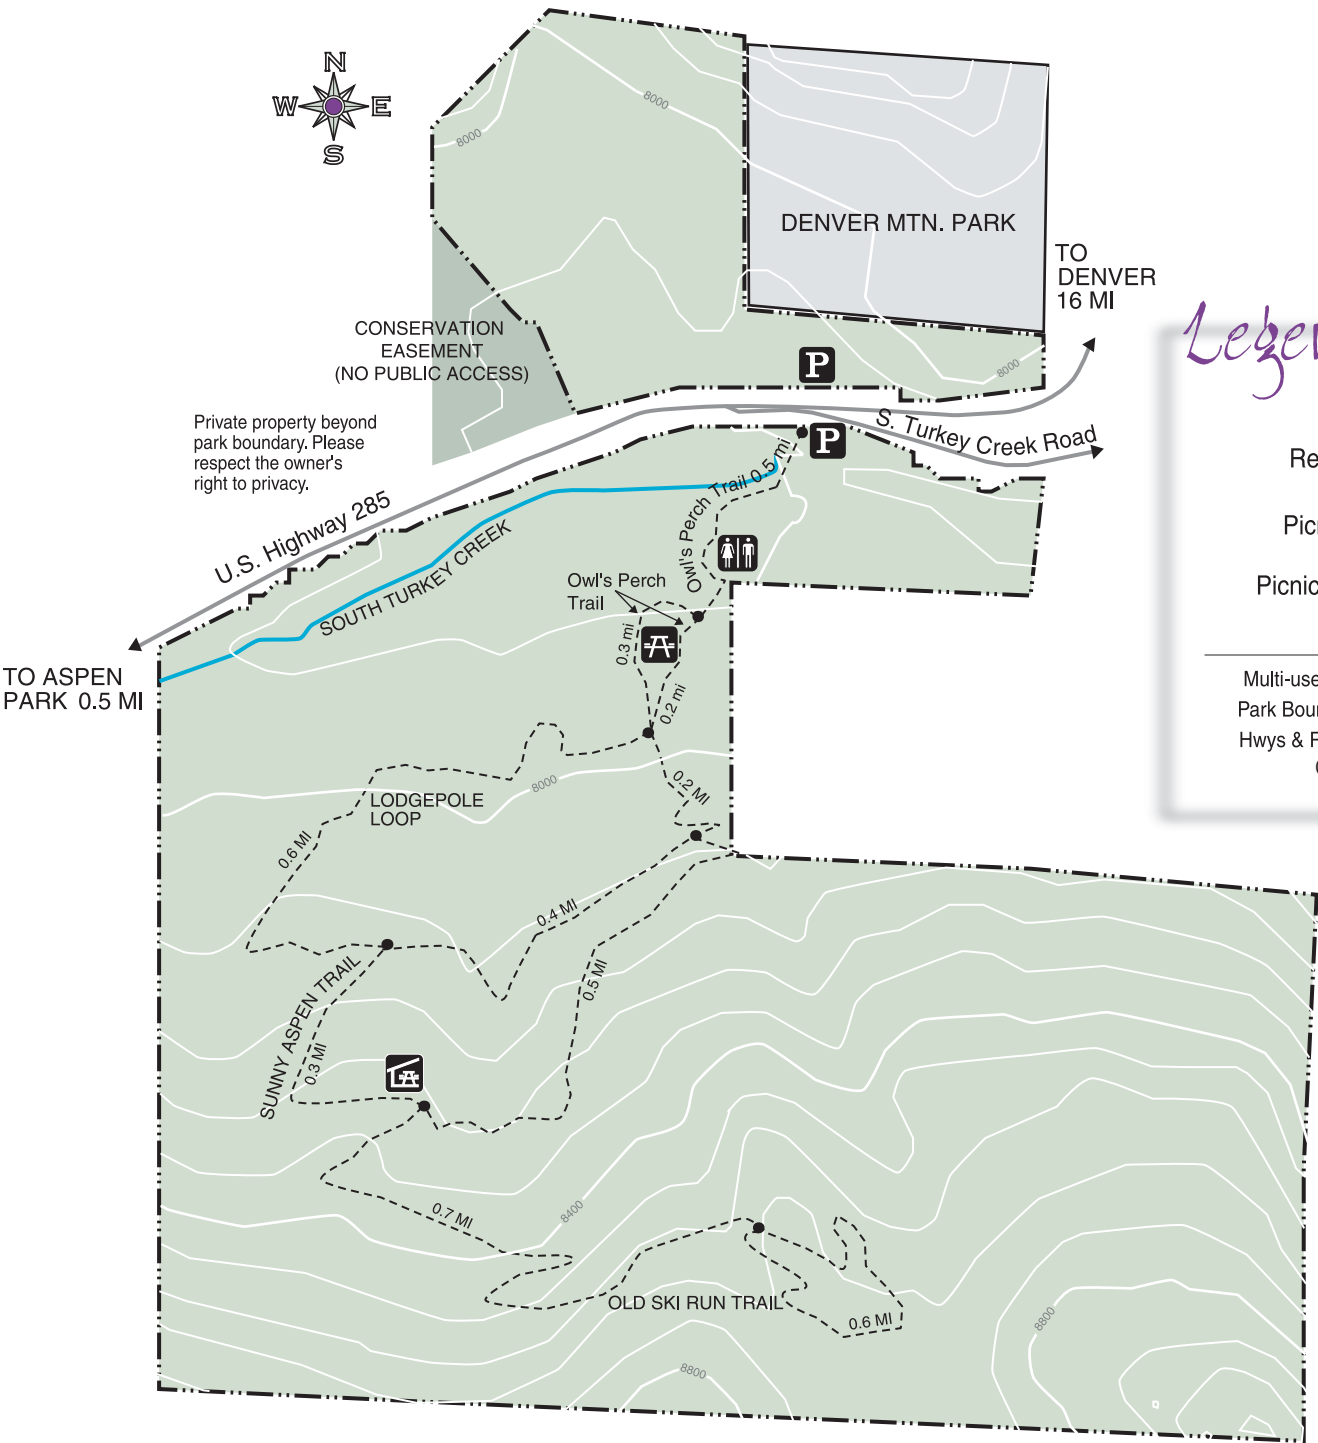 N
W
E
S
8000
8000
DENVER MTN. PARK
TO
DENVER
16 MI
CONSERVATION
EASEMENT
(NO PUBLIC ACCESS)
P
8000
Private property beyond
park boundary. Please
respect the owner's
right to privacy.
S. Turkey Creek Road
P
U.S. Highway 285
SOUTH TURKEY CREEK
Owl's Perch Trail 0.5 mi
Owl's Perch
Trail
0.3 mi
0.2 mi
TO ASPEN
PARK 0.5 MI
8000
0.2 MI
LODGEPOLE
LOOP
0.6 MI
0.4 MI
0.5 MI
SUNNY ASPEN TRAIL
0.3 MI
0.7 MI
8400
OLD SKI RUN TRAIL
0.6 MI
8800
8800
Lege
Re
Pic
Picnic
Multi-use
Park Bou
Hwys &